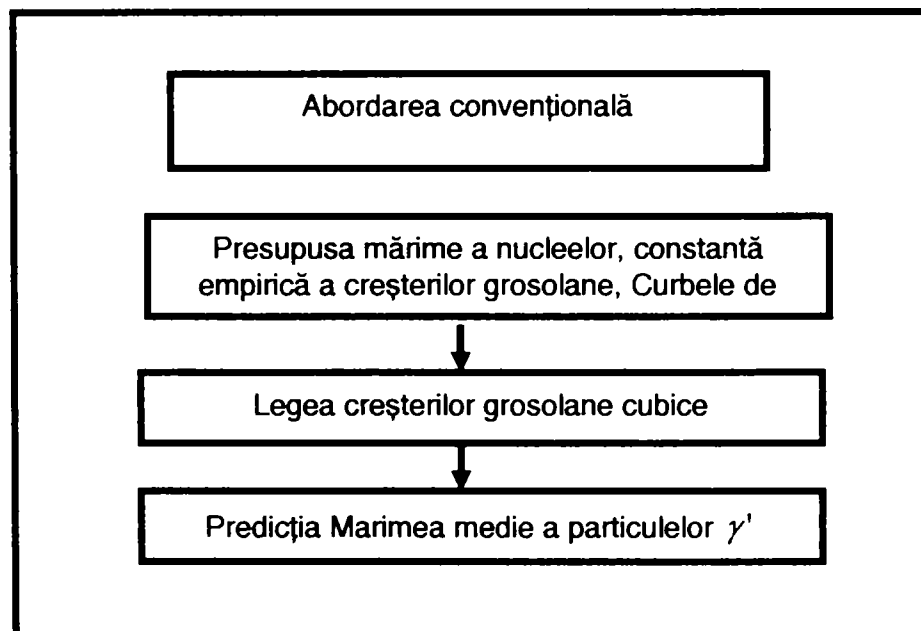 Abordarea convențională
Presupusa mărime a nucleelor, constantă
empirică a creșterilor grosolane, Curbele de
Legea creșterilor grosolane cubice
Predicția Marimea medie a particulelor γ'